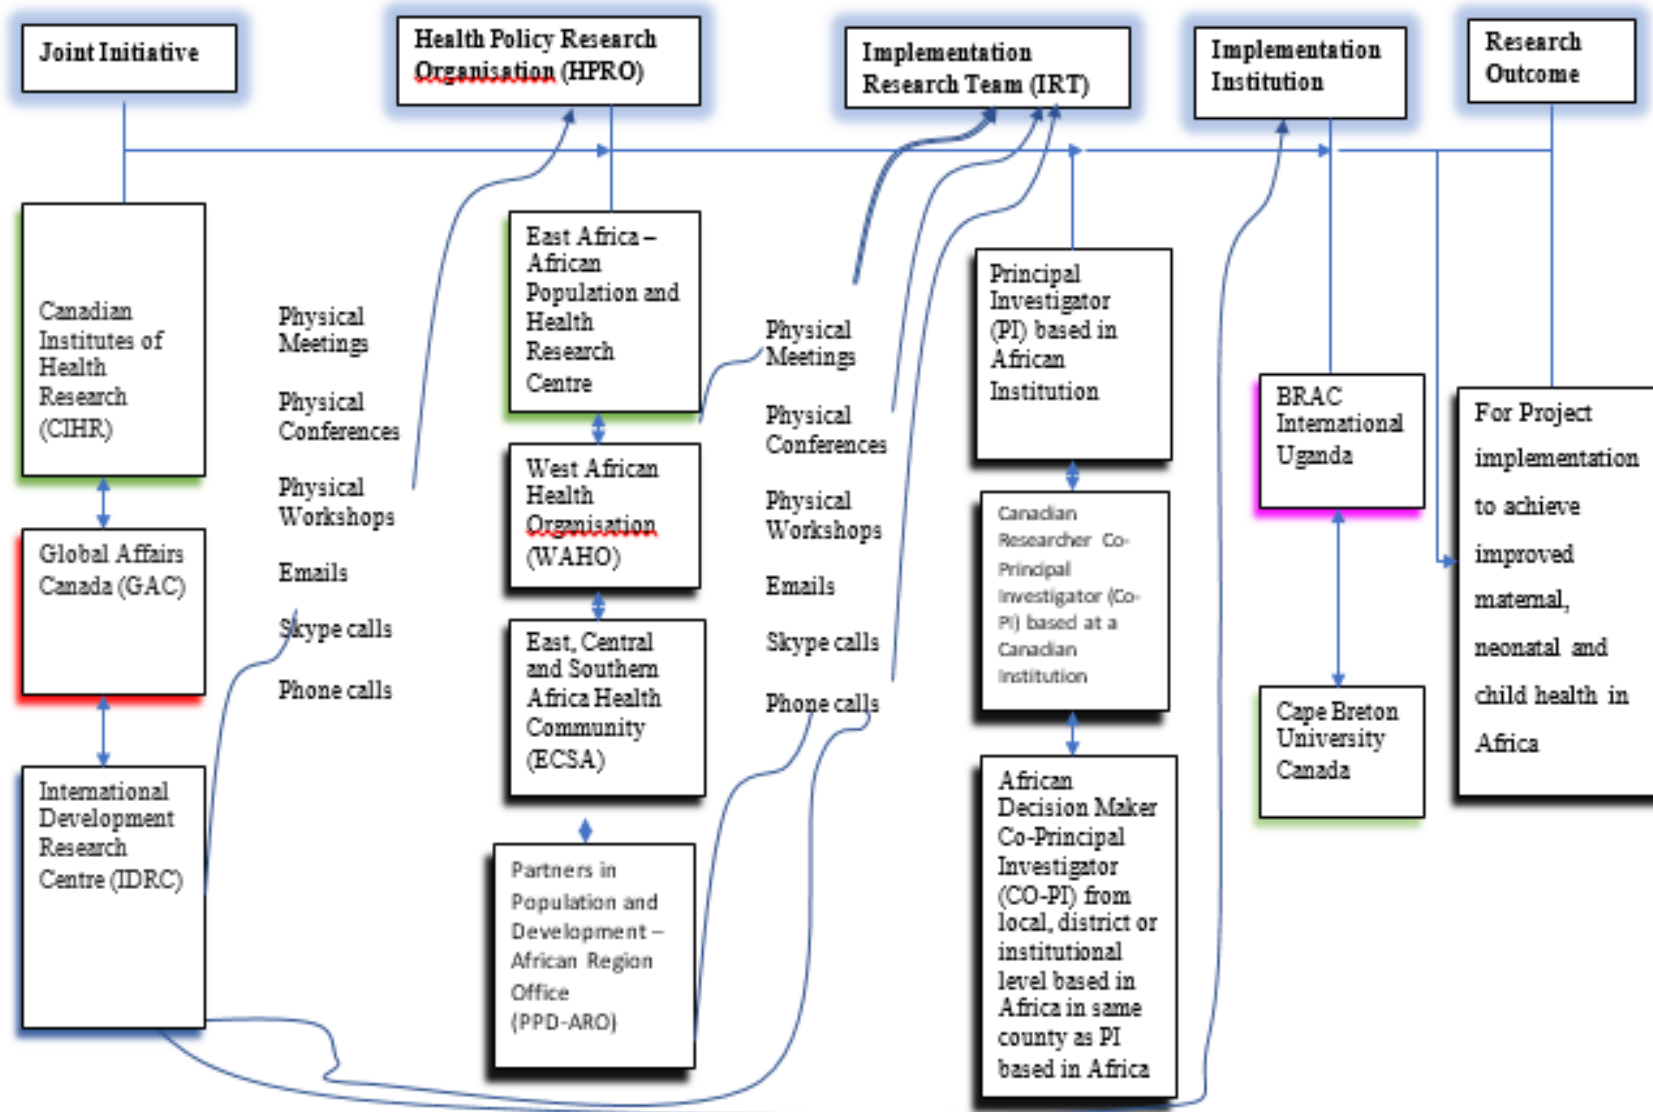 Joint Initiative
Health Policy Research
Organisation (HPRO)
Implementation
Research Team (IRT)
Implementation
Institution
Research
Outcome
Canadian
Institutes of
Health
Research
(CIHR)
Global Affairs
Canada (GAC)
International
Development
Research
Centre (IDRC)
Physical
Meetings
Physical
Conferences
Physical
Workshops
Emails
Skype calls
Phone calls
East Africa –
African
Population and
Health
Research
Centre
West African
Health
Organisation
(WAHO)
East, Central
and Southern
Africa Health
Community
(ECSA)
Partners in
Population and
Development –
African Region
Office
(PPD-ARO)
Physical
Meetings
Physical
Conferences
Physical
Workshops
Emails
Skype calls
Phone calls
Principal
Investigator
(PI) based in
African
Institution
Canadian
Researcher Co-
Principal
Investigator (Co-
PI) based at a
Canadian
Institution
African
Decision Maker
Co-Principal
Investigator
(CO-PI) from
local, district or
institutional
level based in
Africa in same
county as PI
based in Africa
BRAC
International
Uganda
Cape Breton
University
Canada
For Project
implementation
to achieve
improved
maternal,
neonatal and
child health in
Africa